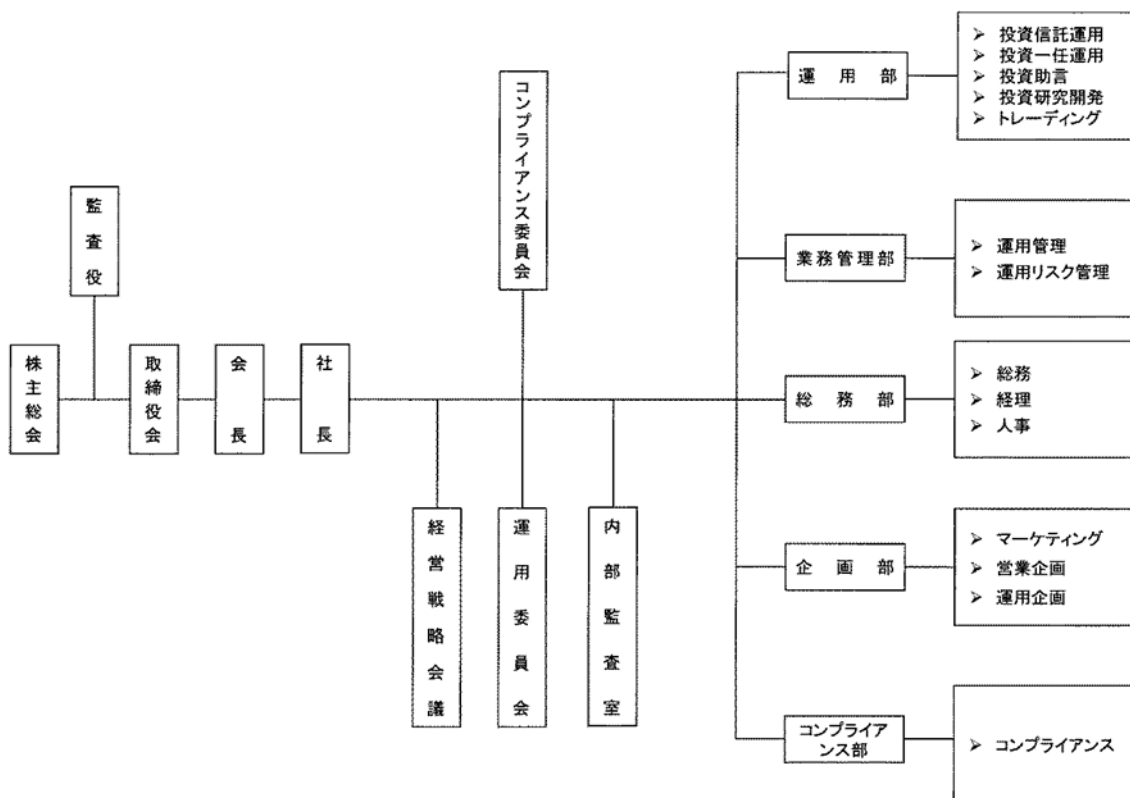 株主総会
監査役
取締役会
会長
社長
コンプライアンス委員会
経営戦略会議
運用委員会
内部監査室
運用部
➢ 投資信託運用
➢ 投資一任運用
➢ 投資助言
➢ 投資研究開発
➢ トレーディング
業務管理部
➢ 運用管理
➢ 運用リスク管理
総務部
➢ 総務
➢ 経理
➢ 人事
企画部
➢ マーケティング
➢ 営業企画
➢ 運用企画
コンプライア
ンス部
➢ コンプライアンス